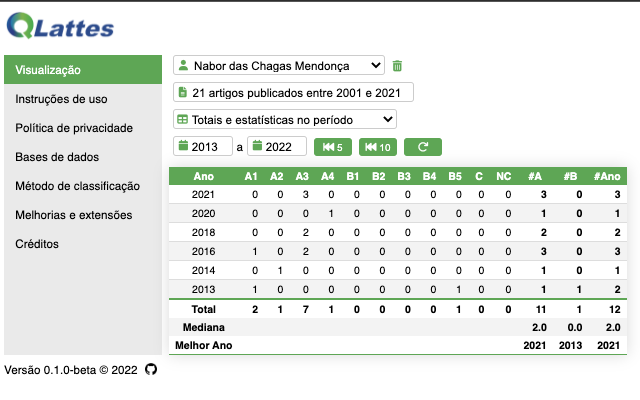 QLattes
Visualização
Instruções de uso
Política de privacidade
Bases de dados
Método de classificação
Melhorias e extensões
Créditos
Nabor das Chagas Mendonça
21 artigos publicados entre 2001 e 2021
Totais e estatísticas no período
2013 a 2022 5 10
Ano A1 A2 A3 A4 B1 B2 B3 B4 B5 C NC #A #B #Ano
2021 0 0 3 0 0 0 0 0 0 0 0 3 0 3
2020 0 0 0 1 0 0 0 0 0 0 0 1 0 1
2018 0 0 2 0 0 0 0 0 0 0 0 2 0 2
2016 1 0 2 0 0 0 0 0 0 0 0 3 0 3
2014 0 1 0 0 0 0 0 0 0 0 0 1 0 1
2013 1 0 0 0 0 0 0 0 1 0 0 1 1 2
Total 2 1 7 1 0 0 0 0 1 0 0 11 1 12
Mediana 2.0 0.0 2.0
Melhor Ano 2021 2013 2021
Versão 0.1.0-beta © 2022